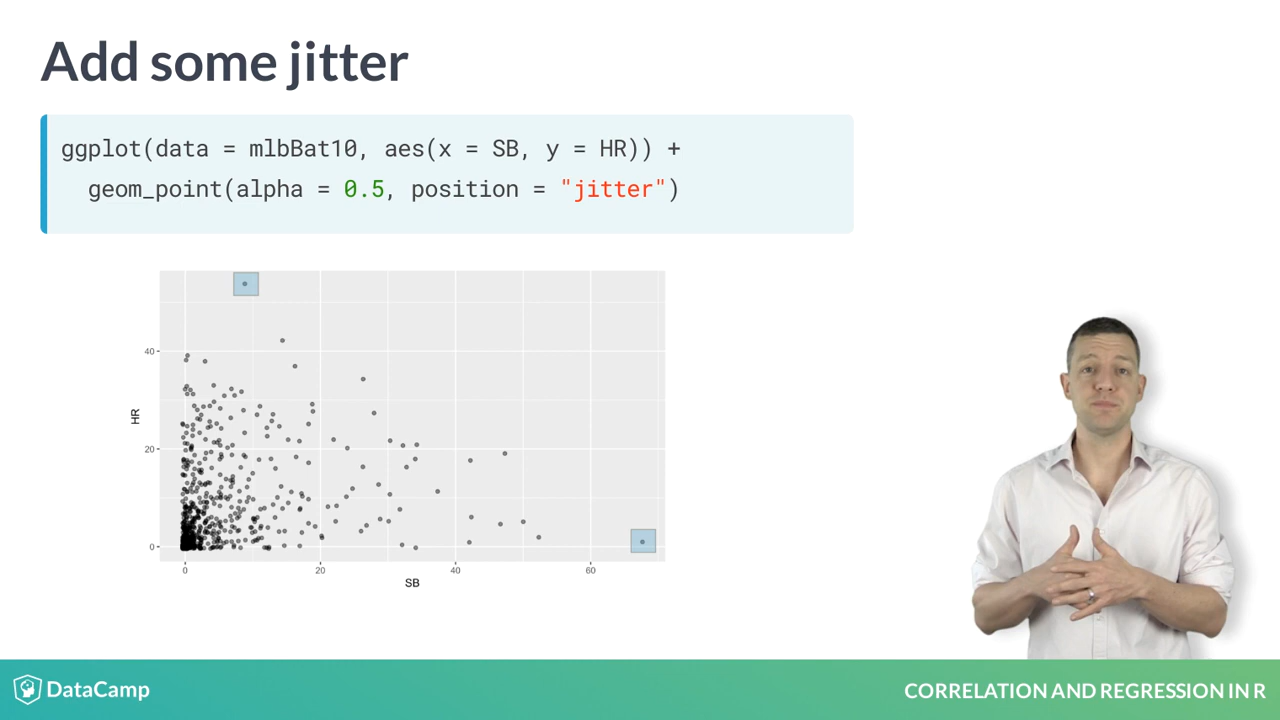 Add some jitter
ggplot(data = mlbBat10, aes(x = SB, y = HR)) +
geom_point(alpha = 0.5, position = "jitter")
40
20
0
HR
0 20 40 60
SB
DataCamp
CORRELATION AND REGRESSION IN R